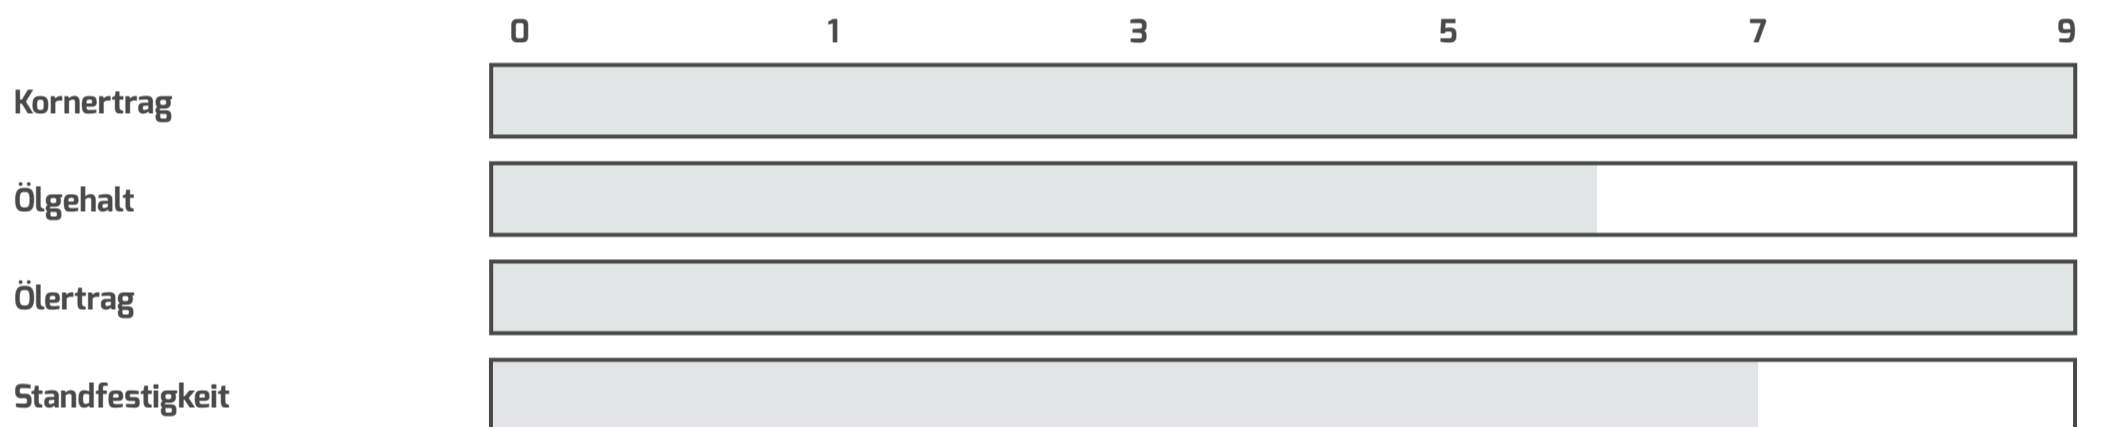 0 1 3 5 7 9
Kornertrag
Ölgehalt
Ölertrag
Standfestigkeit